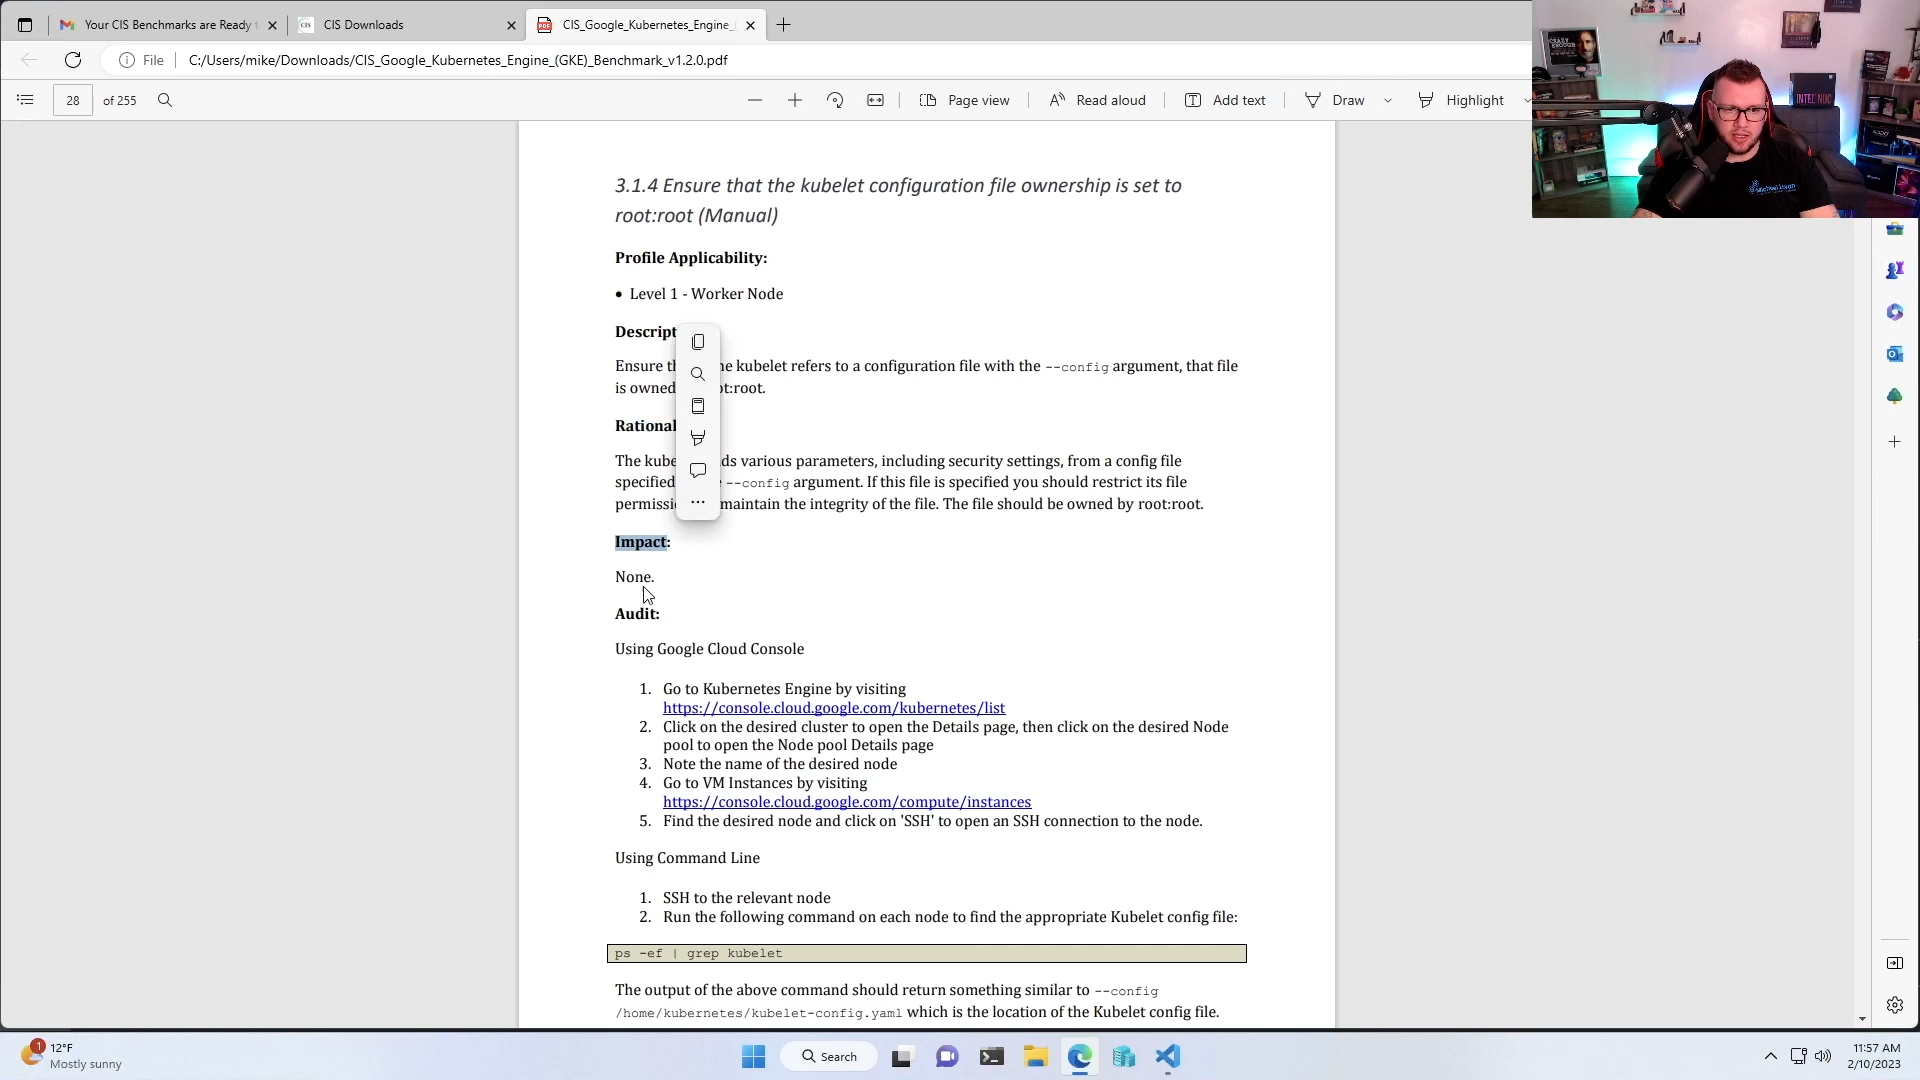 Your CIS Benchmarks are Ready
CIS CIS Downloads
PDF CIS_Google_Kubernetes_Engine_(
File C:/Users/mike/Downloads/CIS_Google_Kubernetes_Engine_(GKE)_Benchmark_v1.2.0.pdf
28 of 255 Page view Read aloud Add text Draw Highlight
INTEL NUC
3.1.4 Ensure that the kubelet configuration file ownership is set to
root:root (Manual)
Profile Applicability:
• Level 1 - Worker Node
Descript
Ensure t he kubelet refers to a configuration file with the --config argument, that file
is owned ot:root.
Rational
The kube ds various parameters, including security settings, from a config file
specified --config argument. If this file is specified you should restrict its file
permissi maintain the integrity of the file. The file should be owned by root:root.
Impact:
None.
Audit:
Using Google Cloud Console
1. Go to Kubernetes Engine by visiting
https://console.cloud.google.com/kubernetes/list
2. Click on the desired cluster to open the Details page, then click on the desired Node
pool to open the Node pool Details page
3. Note the name of the desired node
4. Go to VM Instances by visiting
https://console.cloud.google.com/compute/instances
5. Find the desired node and click on 'SSH' to open an SSH connection to the node.
Using Command Line
1. SSH to the relevant node
2. Run the following command on each node to find the appropriate Kubelet config file:
ps -ef | grep kubelet
The output of the above command should return something similar to --config
/home/kubernetes/kubelet-config.yaml which is the location of the Kubelet config file.
1
12°F
Mostly sunny
Search
11:57 AM
2/10/2023